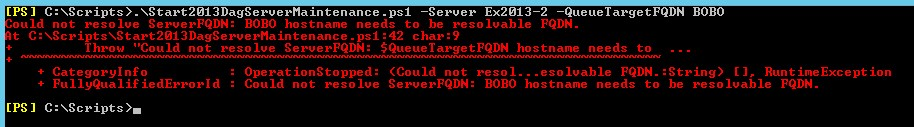 [PS] C:\Scripts>.\Start2013DagServerMaintenance.ps1 -Server Ex2013-2 -QueueTargetFQDN BOBO
Could not resolve ServerFQDN: BOBO hostname needs to be resolvable FQDN.
At C:\Scripts\Start2013DagServerMaintenance.ps1:42 char:9
+         Throw "Could not resolve ServerFQDN: $QueueTargetFQDN hostname needs to  ...
+ ~~~~~~~~~~~~~~~~~~~~~~~~~~~~~~~~~~~~~~~~~~~~~~~~~~~~~~~~~~~~~~~~~~~~~~~~~~~~~~~~
    + CategoryInfo          : OperationStopped: (Could not resol...esolvable FQDN.:String) [], RuntimeException
    + FullyQualifiedErrorId : Could not resolve ServerFQDN: BOBO hostname needs to be resolvable FQDN.
[PS] C:\Scripts>_